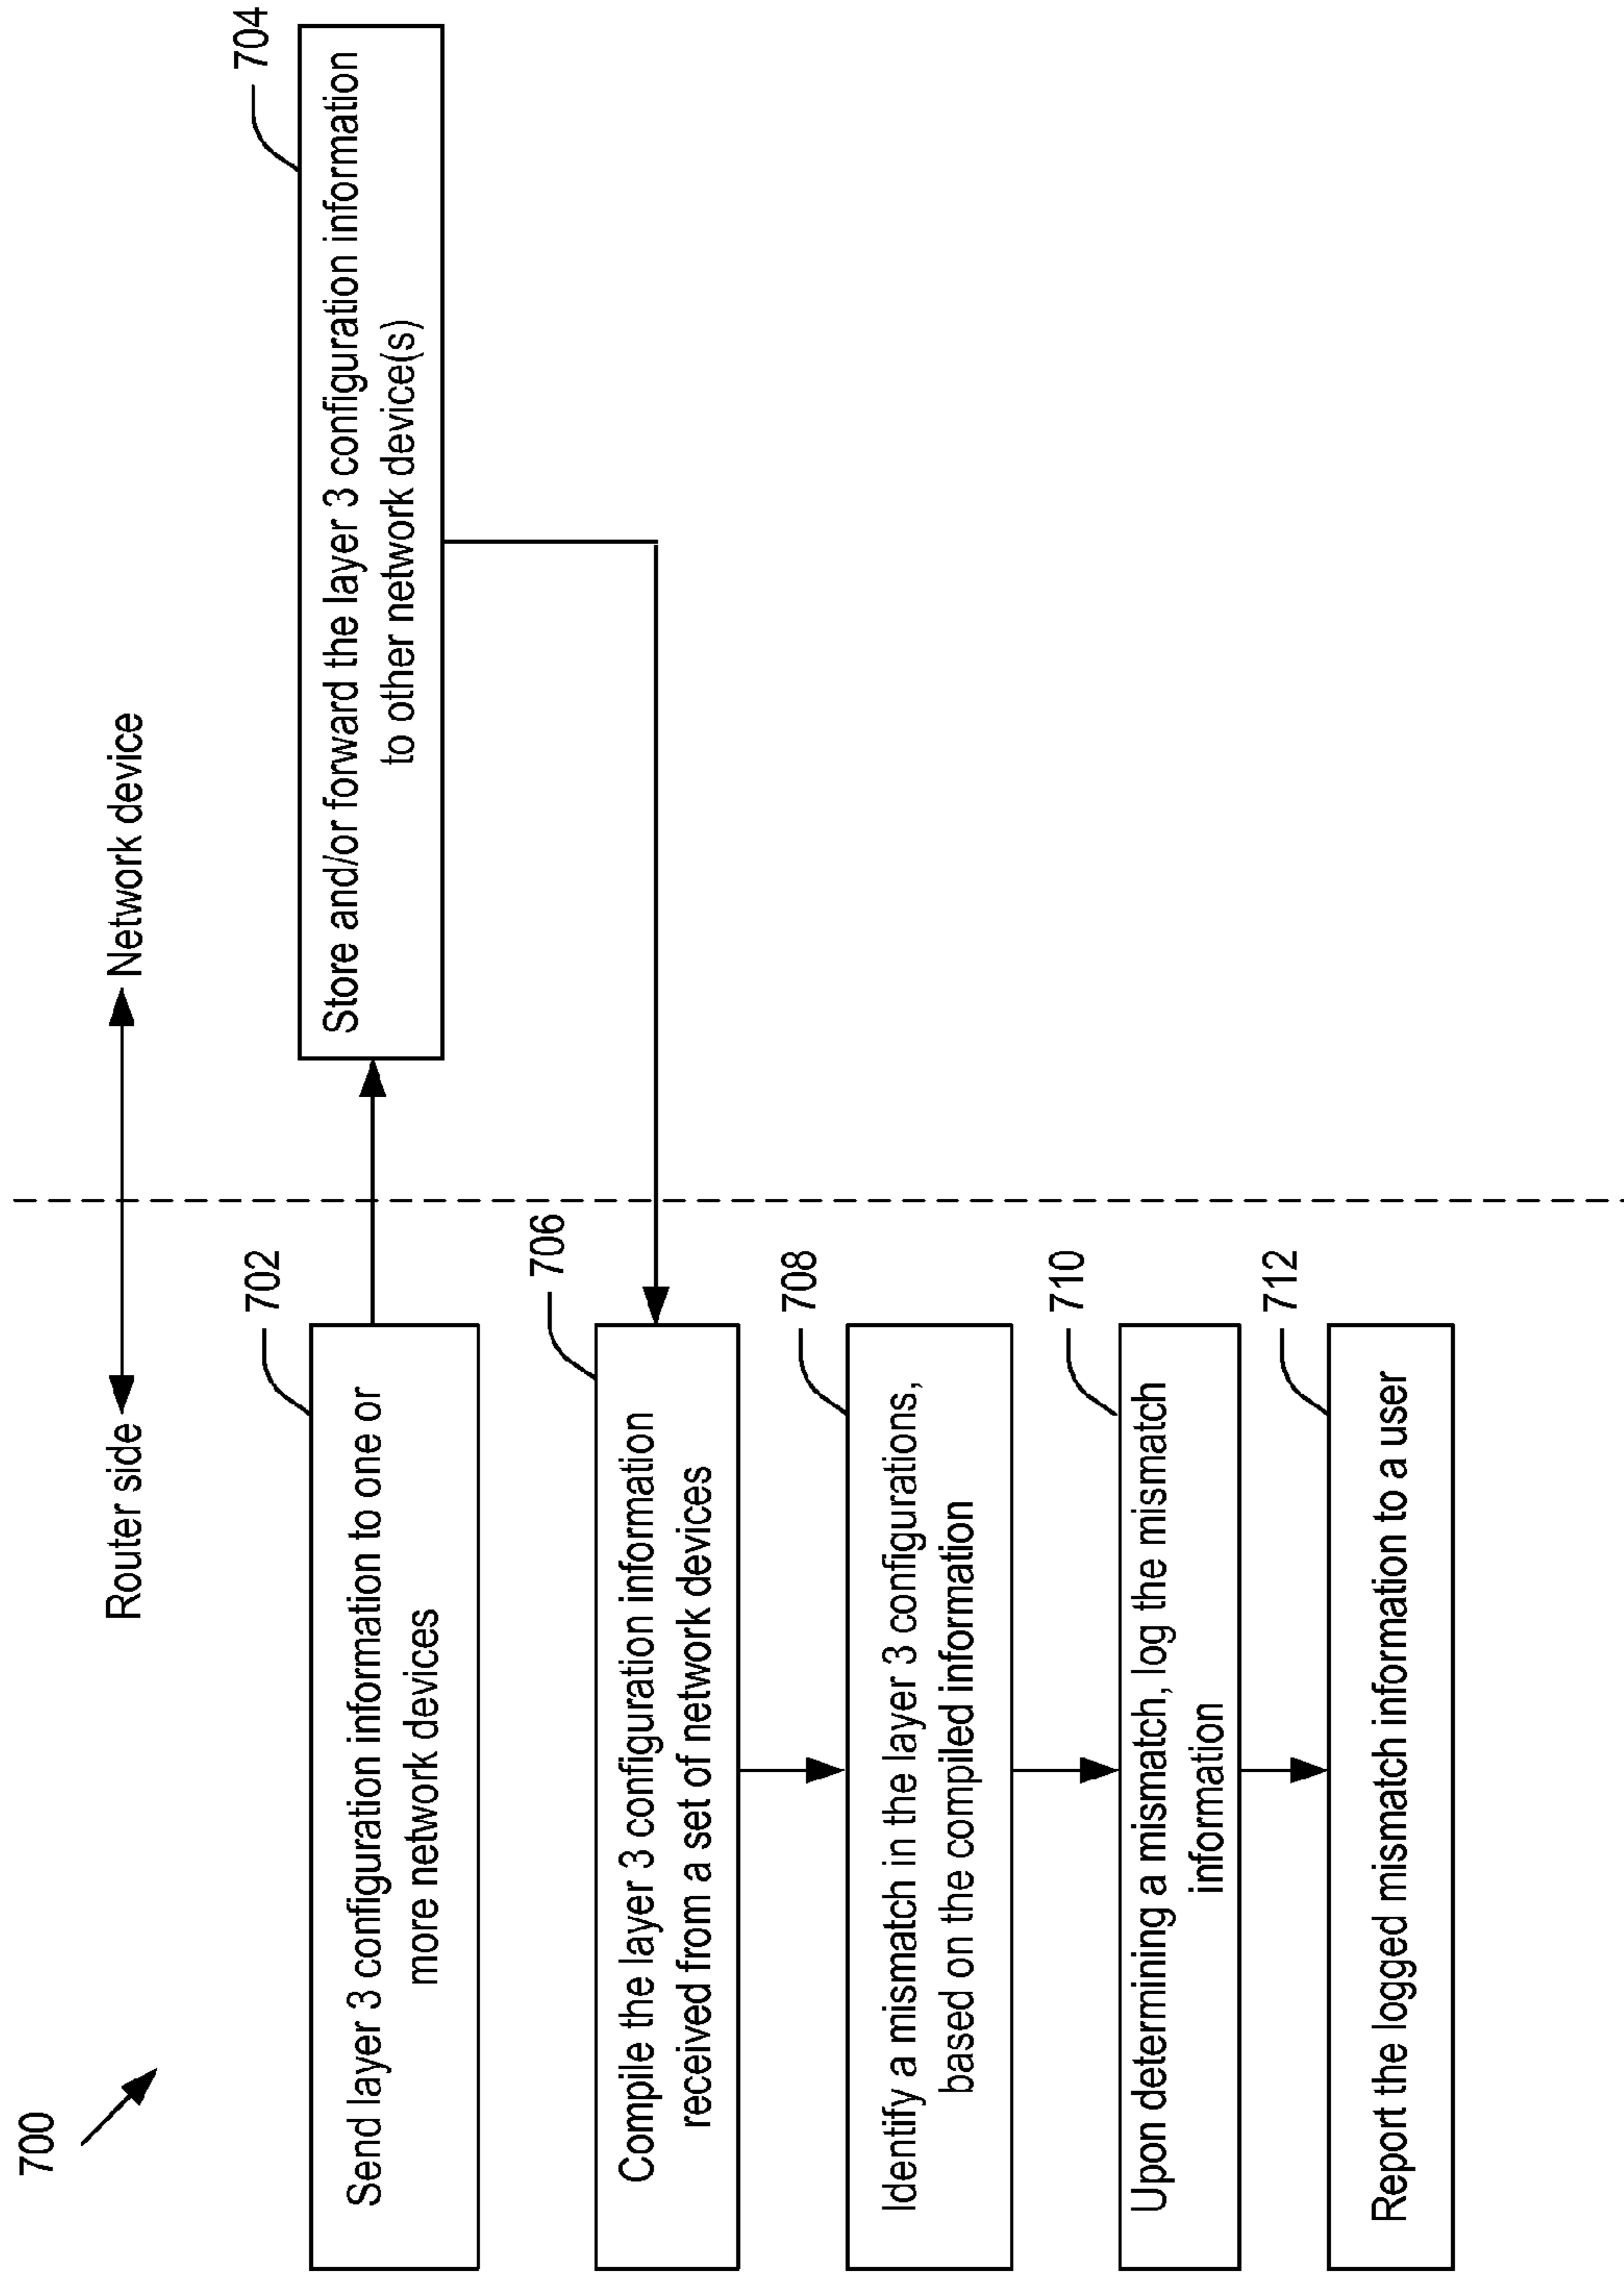 700
Router side
Network device
702
Send layer 3 configuration information to one or
more network devices
704
Store and/or forward the layer 3 configuration information
to other network device(s)
706
Compile the layer 3 configuration information
received from a set of network devices
708
Identify a mismatch in the layer 3 configurations,
based on the compiled information
710
Upon determining a mismatch, log the mismatch
information
712
Report the logged mismatch information to a user